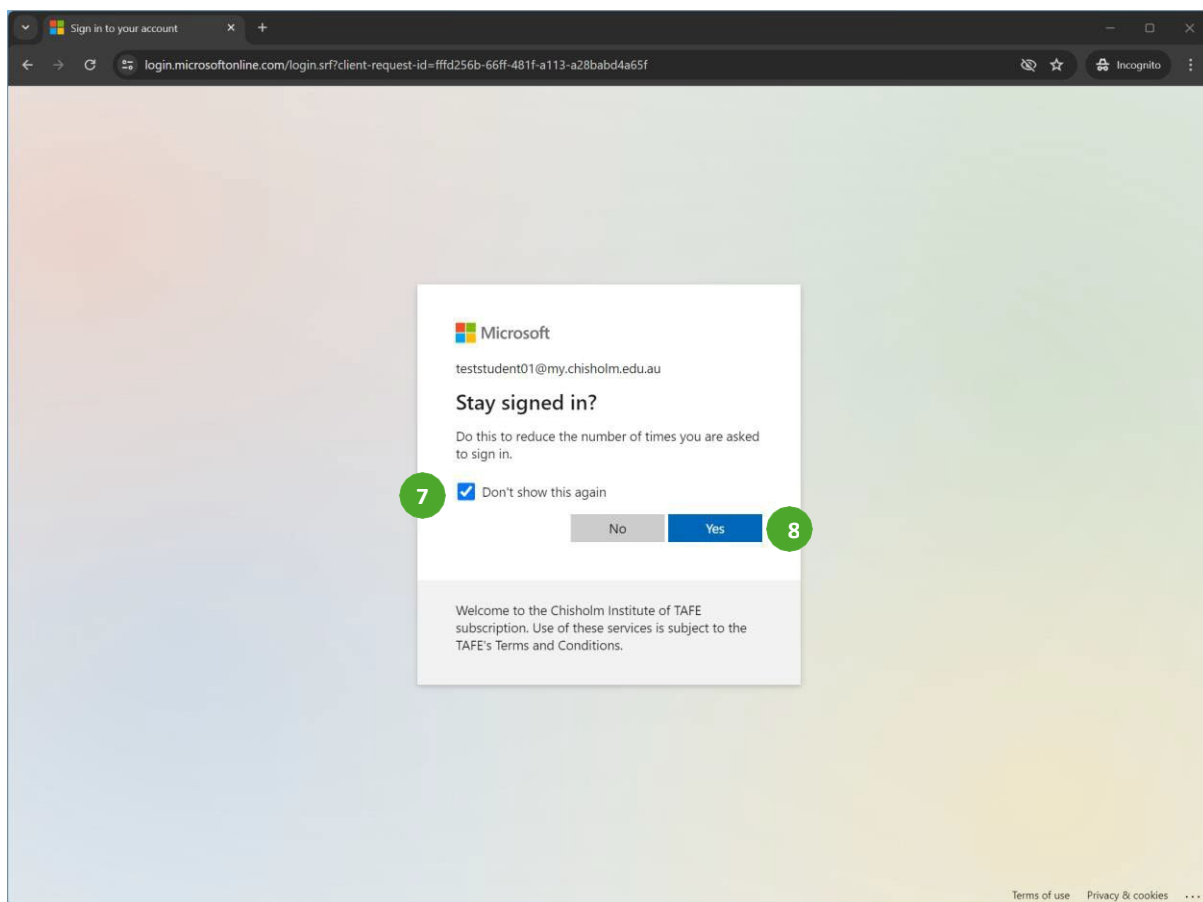 Sign in to your account
login.microsoftonline.com/login.srf?client-request-id=fffd256b-66ff-481f-a113-a28babd4a65f
Incognito
Microsoft
teststudent01@my.chisholm.edu.au
Stay signed in?
Do this to reduce the number of times you are asked
to sign in.
7
Don't show this again
No
Yes
8
Welcome to the Chisholm Institute of TAFE
subscription. Use of these services is subject to the
TAFE's Terms and Conditions.
Terms of use Privacy & cookies ...